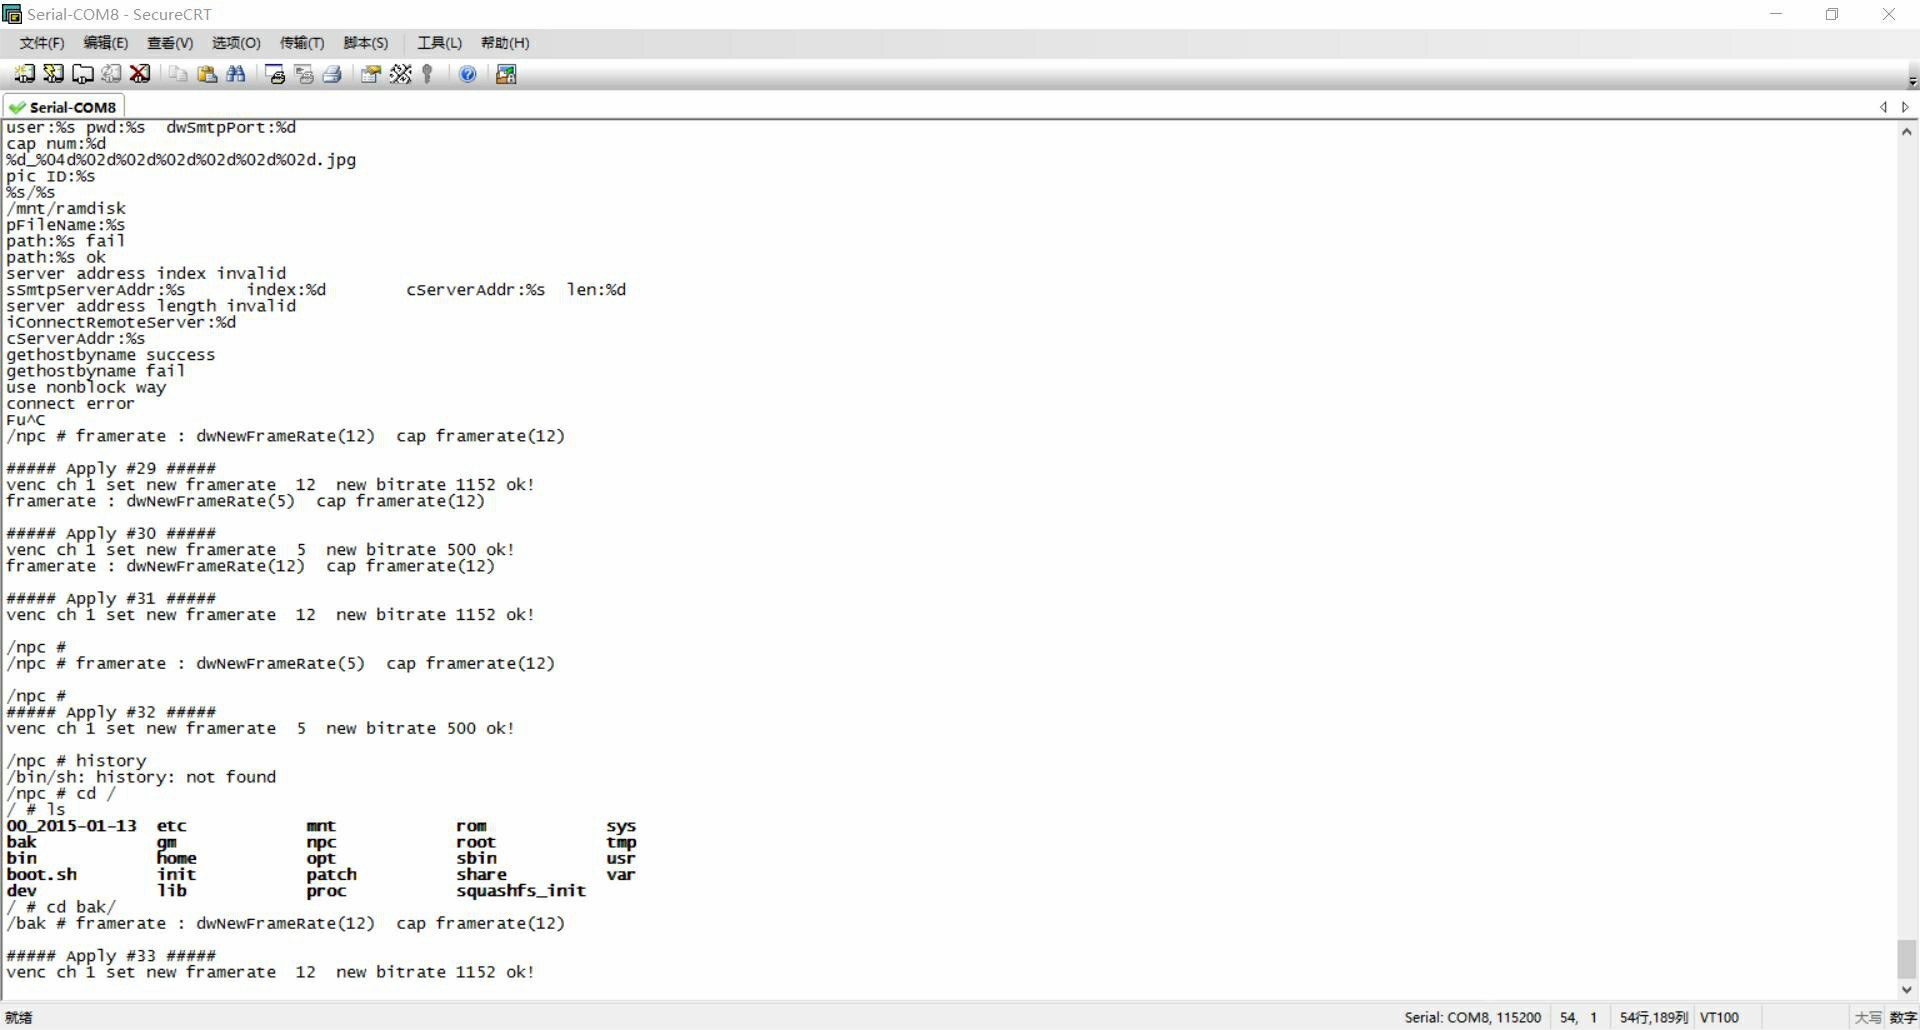 Serial-COM8 - SecureCRT
文件(F) 编辑(E) 查看(V) 选项(O) 传输(T) 脚本(S) 工具(L) 帮助(H)
Serial-COM8
user:%s pwd:%s  dwSmtpPort:%d
cap num:%d
%d_%04d%02d%02d%02d%02d%02d%02d.jpg
pic ID:%s
%s/%s
/mnt/ramdisk
pFileName:%s
path:%s fail
path:%s ok
server address index invalid
sSmtpServerAddr:%s      index:%d        cServerAddr:%s  len:%d
server address length invalid
iConnectRemoteServer:%d
cServerAddr:%s
gethostbyname success
gethostbyname fail
use nonblock way
connect error
Fu^C
/npc # framerate : dwNewFrameRate(12)  cap framerate(12)
##### Apply #29 #####
venc ch 1 set new framerate  12  new bitrate 1152 ok!
framerate : dwNewFrameRate(5)  cap framerate(12)
##### Apply #30 #####
venc ch 1 set new framerate  5  new bitrate 500 ok!
framerate : dwNewFrameRate(12)  cap framerate(12)
##### Apply #31 #####
venc ch 1 set new framerate  12  new bitrate 1152 ok!
/npc #
/npc # framerate : dwNewFrameRate(5)  cap framerate(12)
/npc #
##### Apply #32 #####
venc ch 1 set new framerate  5  new bitrate 500 ok!
/npc # history
/bin/sh: history: not found
/npc # cd /
/ # ls
00_2015-01-13  etc            mnt            rom            sys
bak            gm             npc            root           tmp
bin            home           opt            sbin           usr
boot.sh        init           patch          share          var
dev            lib            proc           squashfs_init
/ # cd bak/
/bak # framerate : dwNewFrameRate(12)  cap framerate(12)
##### Apply #33 #####
venc ch 1 set new framerate  12  new bitrate 1152 ok!
就绪 Serial: COM8, 115200 54, 1 54行,189列 VT100 大写 数字